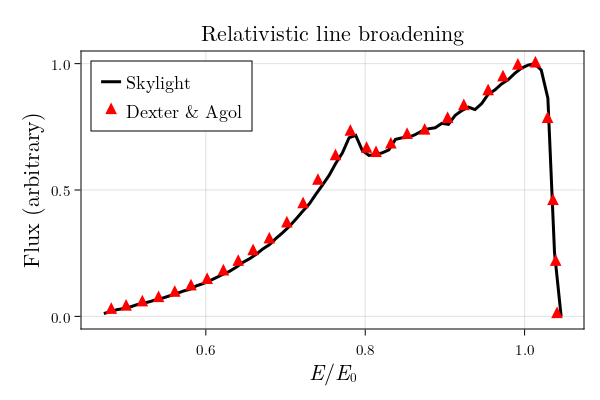 Relativistic line broadening
Skylight
Dexter & Agol
Flux (arbitrary)
1.0
0.5
0.0
0.6
0.8
1.0
E/E₀